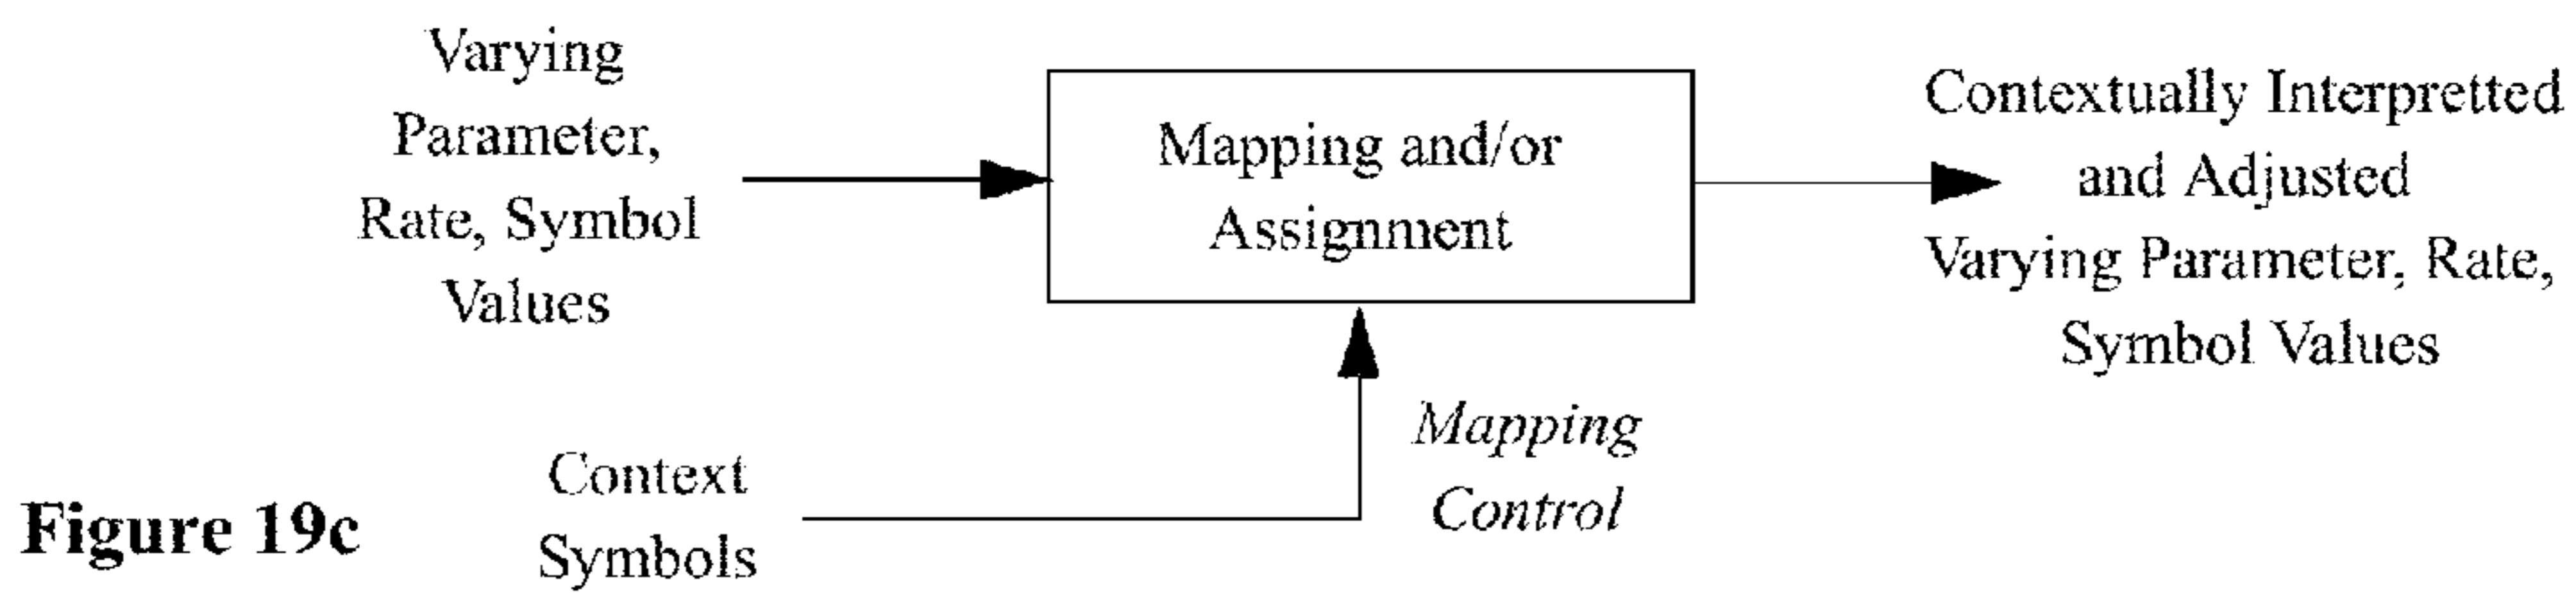 Varying
Parameter,
Rate, Symbol
Values
Mapping and/or
Assignment
Contextually Interpretted
and Adjusted
Varying Parameter, Rate,
Symbol Values
Mapping
Control
Context
Symbols
Figure 19c